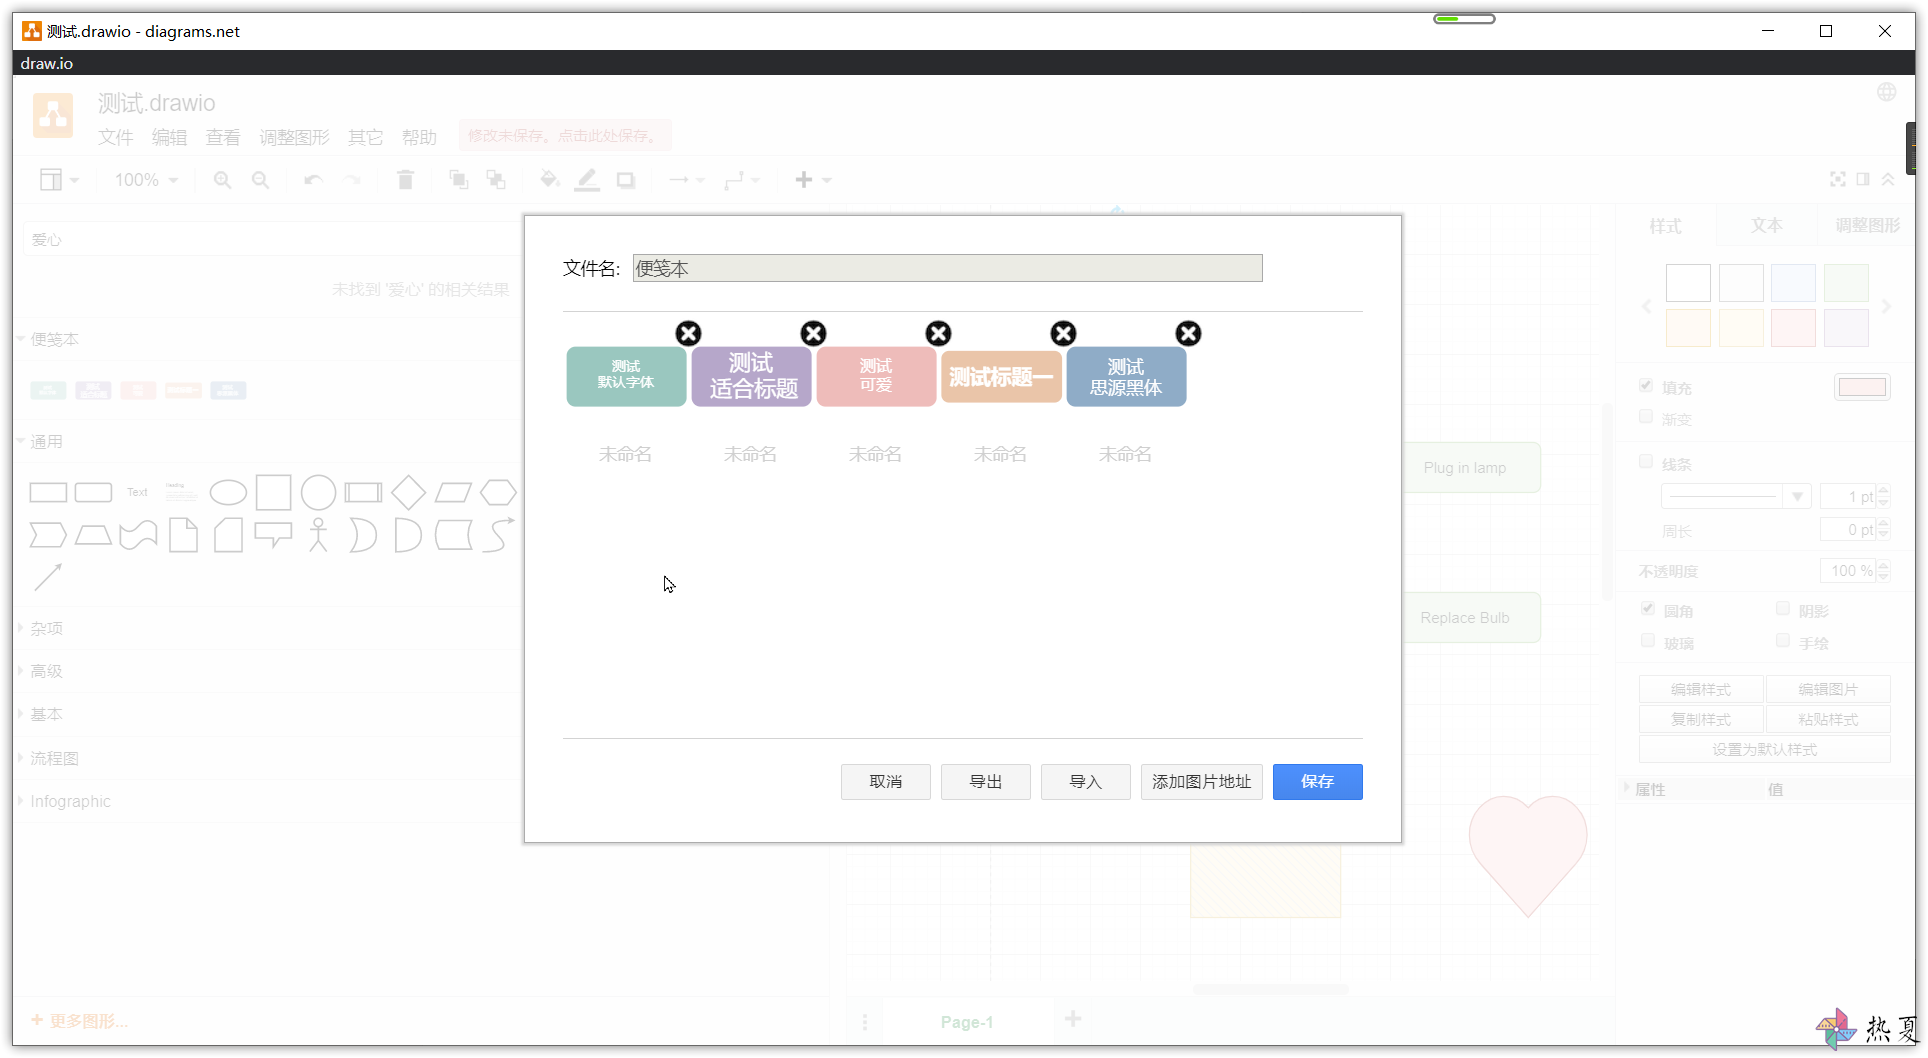 测试.drawio - diagrams.net
draw.io
测试.drawio
文件 编辑 查看 调整图形 其它 帮助 修改未保存。点击此处保存。
100%
爱心
未找到 '爱心' 的相关结果
便笺本
通用
Text
Heading
杂项
高级
基本
流程图
Infographic
更多图形...
文件名: 便笺本
测试
默认字体
测试
适合标题
测试
可爱
测试标题一
测试
思源黑体
未命名 未命名 未命名 未命名 未命名
取消 导出 导入 添加图片地址 保存
Plug in lamp
Replace Bulb
Page-1
样式 文本 调整图形
填充
渐变
线条
1 pt
周长 0 pt
不透明度 100 %
圆角 阴影
玻璃 手绘
编辑样式 编辑图片
复制样式 粘贴样式
设置为默认样式
属性 值
热夏